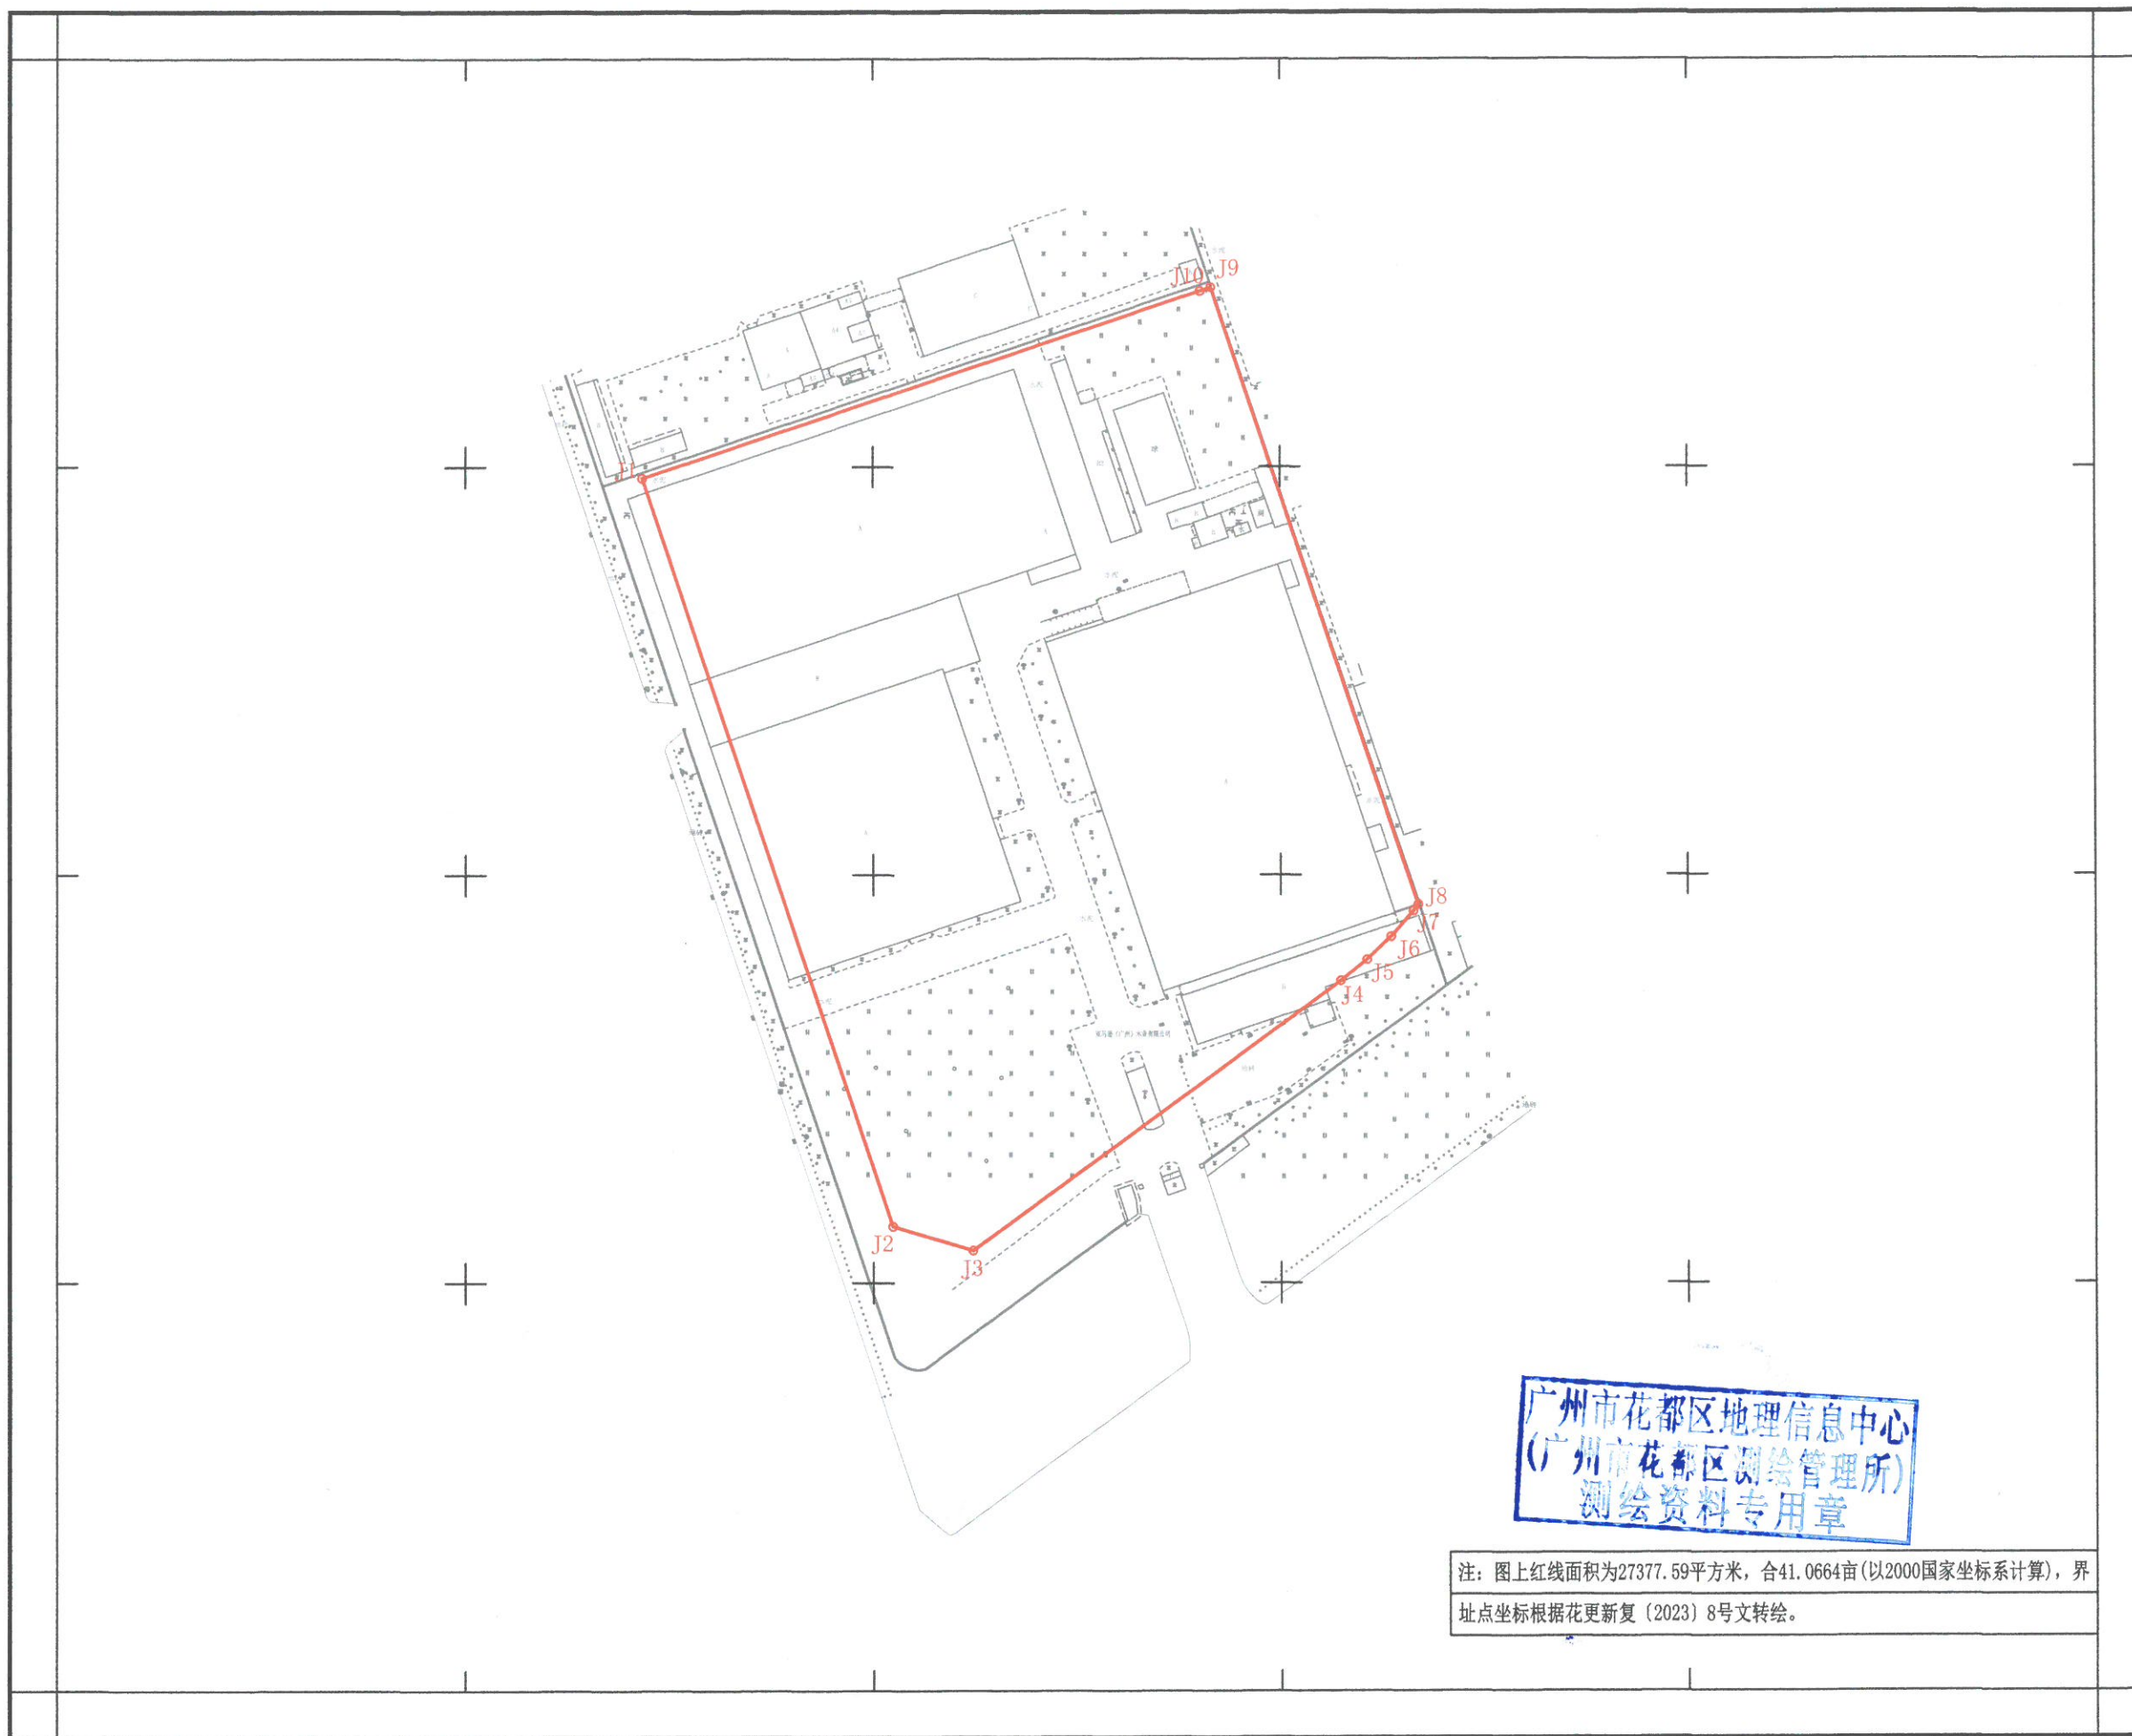 J10
J9
J1
J8
J7
J6
J5
J4
J2
J3
广州市花都区地理信息中心
(广州市花都区测绘管理所)
测绘资料专用章
注：图上红线面积为27377.59平方米，合41.0664亩(以2000国家坐标系计算)，界
址点坐标根据花更新复〔2023〕8号文转绘。